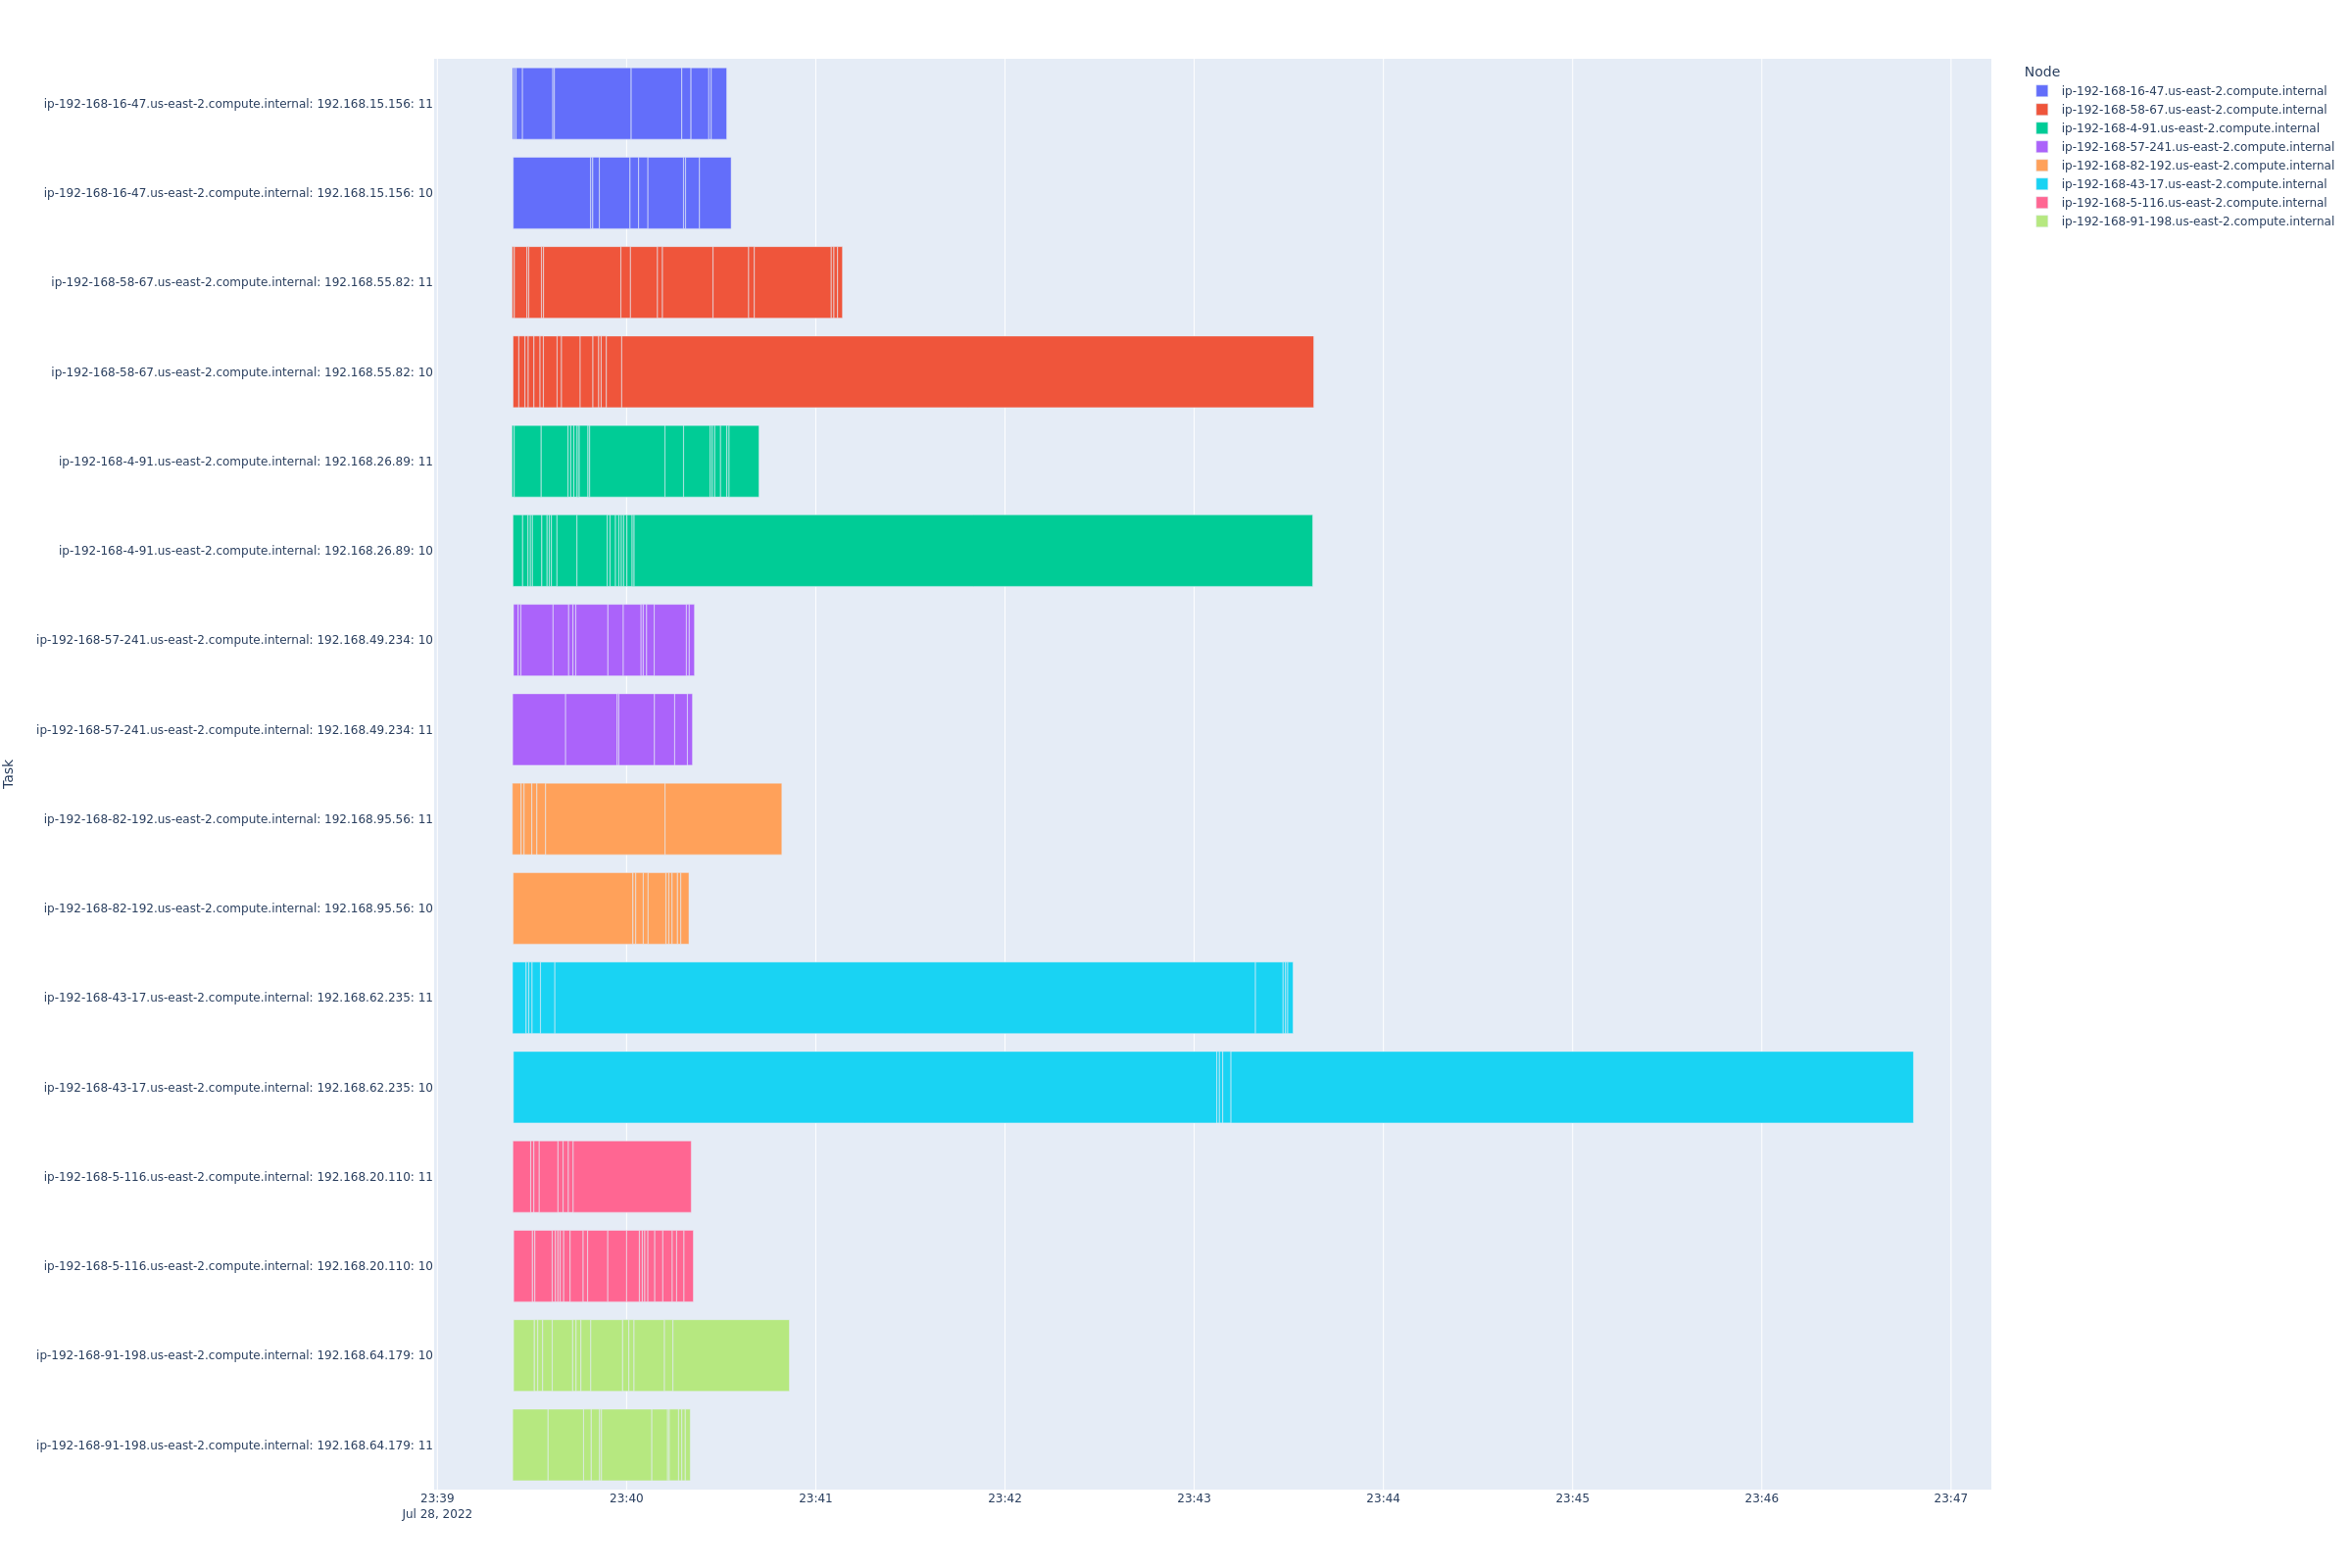 Node
ip-192-168-16-47.us-east-2.compute.internal
ip-192-168-58-67.us-east-2.compute.internal
ip-192-168-4-91.us-east-2.compute.internal
ip-192-168-57-241.us-east-2.compute.internal
ip-192-168-82-192.us-east-2.compute.internal
ip-192-168-43-17.us-east-2.compute.internal
ip-192-168-5-116.us-east-2.compute.internal
ip-192-168-91-198.us-east-2.compute.internal
ip-192-168-16-47.us-east-2.compute.internal: 192.168.15.156: 11
ip-192-168-16-47.us-east-2.compute.internal: 192.168.15.156: 10
ip-192-168-58-67.us-east-2.compute.internal: 192.168.55.82: 11
ip-192-168-58-67.us-east-2.compute.internal: 192.168.55.82: 10
ip-192-168-4-91.us-east-2.compute.internal: 192.168.26.89: 11
ip-192-168-4-91.us-east-2.compute.internal: 192.168.26.89: 10
ip-192-168-57-241.us-east-2.compute.internal: 192.168.49.234: 10
ip-192-168-57-241.us-east-2.compute.internal: 192.168.49.234: 11
Task
ip-192-168-82-192.us-east-2.compute.internal: 192.168.95.56: 11
ip-192-168-82-192.us-east-2.compute.internal: 192.168.95.56: 10
ip-192-168-43-17.us-east-2.compute.internal: 192.168.62.235: 11
ip-192-168-43-17.us-east-2.compute.internal: 192.168.62.235: 10
ip-192-168-5-116.us-east-2.compute.internal: 192.168.20.110: 11
ip-192-168-5-116.us-east-2.compute.internal: 192.168.20.110: 10
ip-192-168-91-198.us-east-2.compute.internal: 192.168.64.179: 10
ip-192-168-91-198.us-east-2.compute.internal: 192.168.64.179: 11
23:39 23:40 23:41 23:42 23:43 23:44 23:45 23:46 23:47
Jul 28, 2022